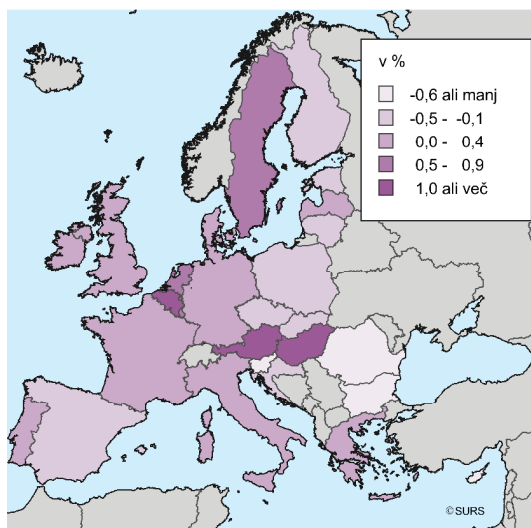 v %
-0,6 ali manj
-0,5 - -0,1
0,0 - 0,4
0,5 - 0,9
1,0 ali več
©SURS